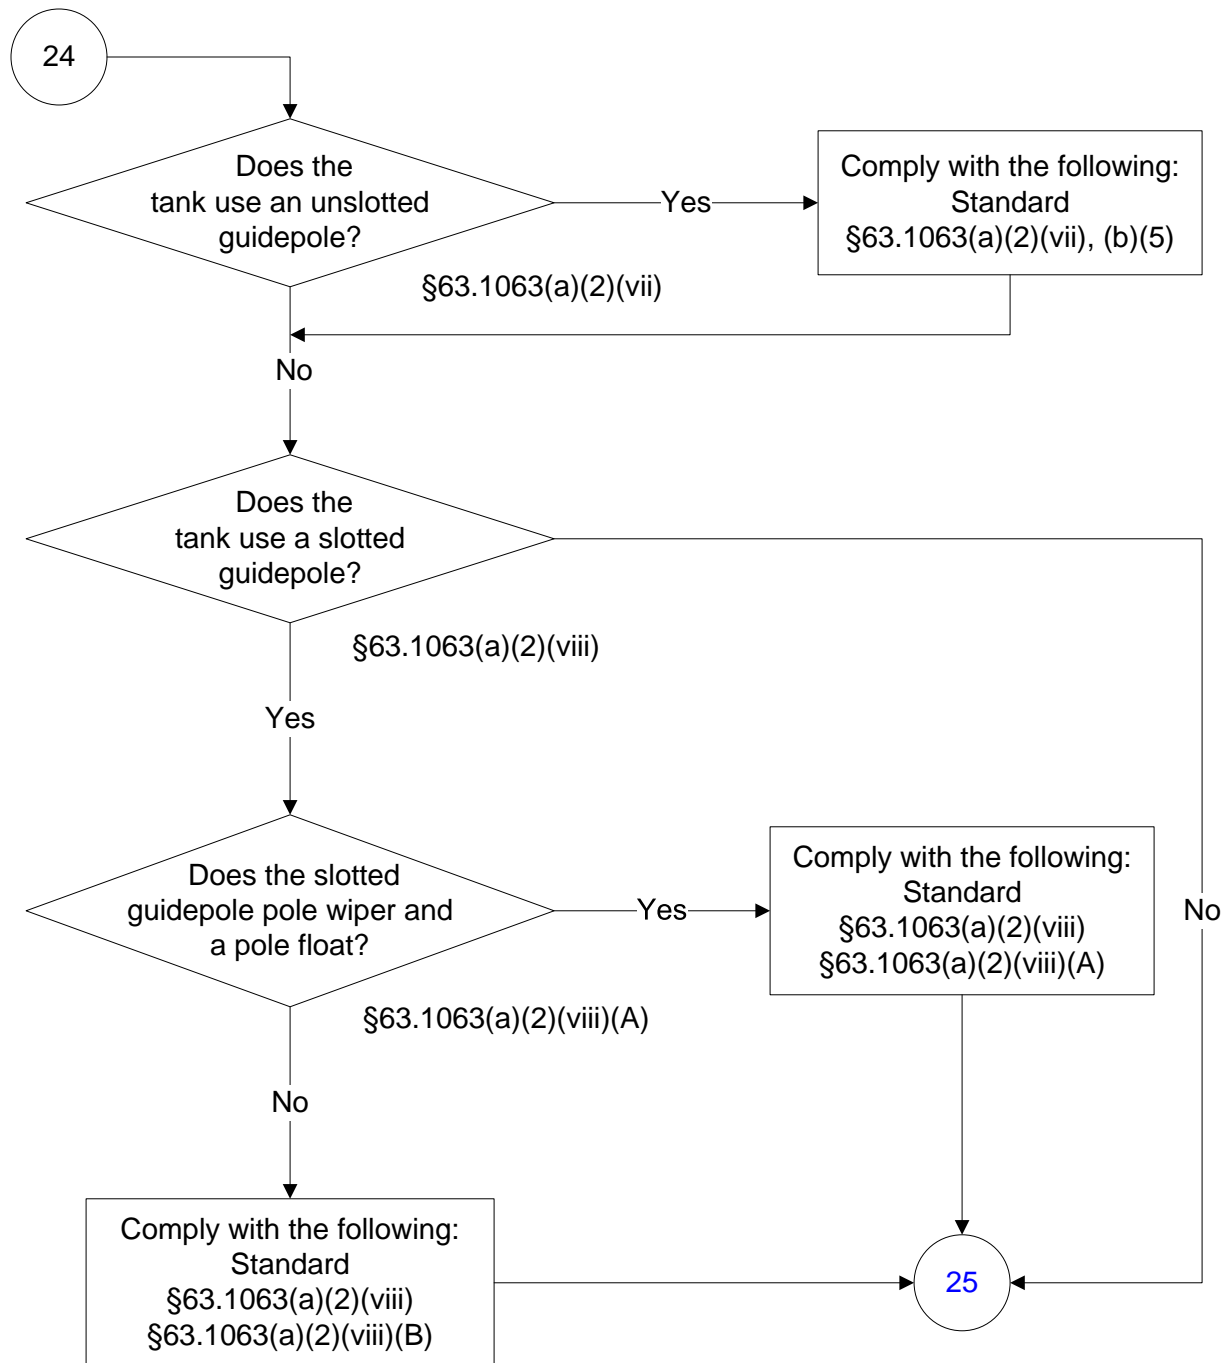 24
Does the
tank use an unslotted
guidepole?
Yes
Comply with the following:
Standard
§63.1063(a)(2)(vii), (b)(5)
§63.1063(a)(2)(vii)
No
Does the
tank use a slotted
guidepole?
§63.1063(a)(2)(viii)
Yes
Does the slotted
guidepole pole wiper and
a pole float?
Yes
Comply with the following:
Standard
§63.1063(a)(2)(viii)
§63.1063(a)(2)(viii)(A)
No
§63.1063(a)(2)(viii)(A)
No
Comply with the following:
Standard
§63.1063(a)(2)(viii)
§63.1063(a)(2)(viii)(B)
25